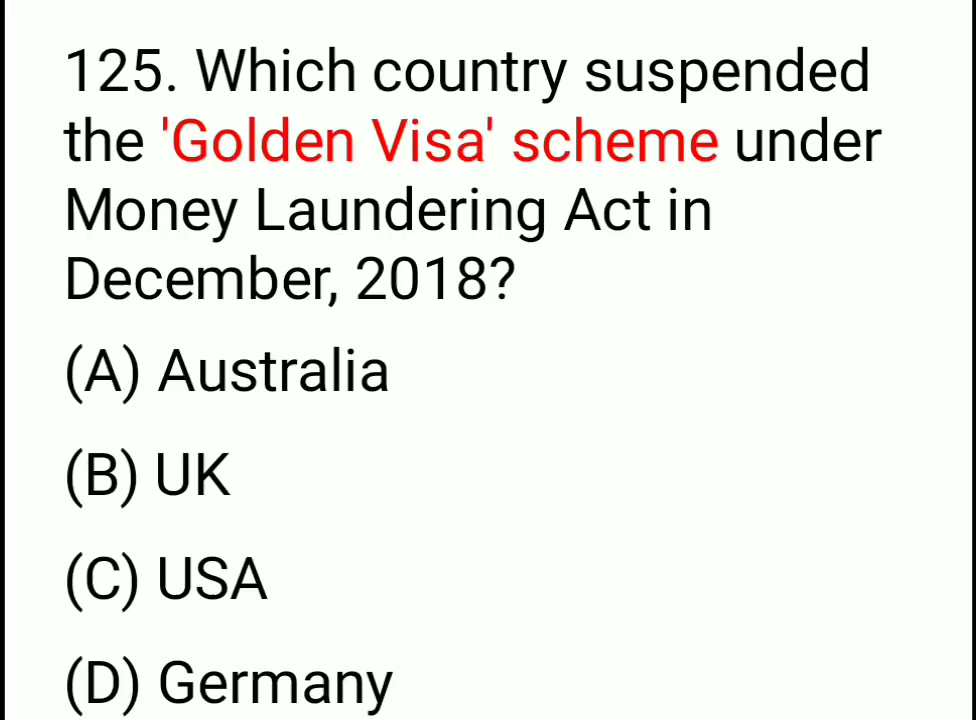 125. Which country suspended
the 'Golden Visa' scheme under
Money Laundering Act in
December, 2018?
(A) Australia
(B) UK
(C) USA
(D) Germany